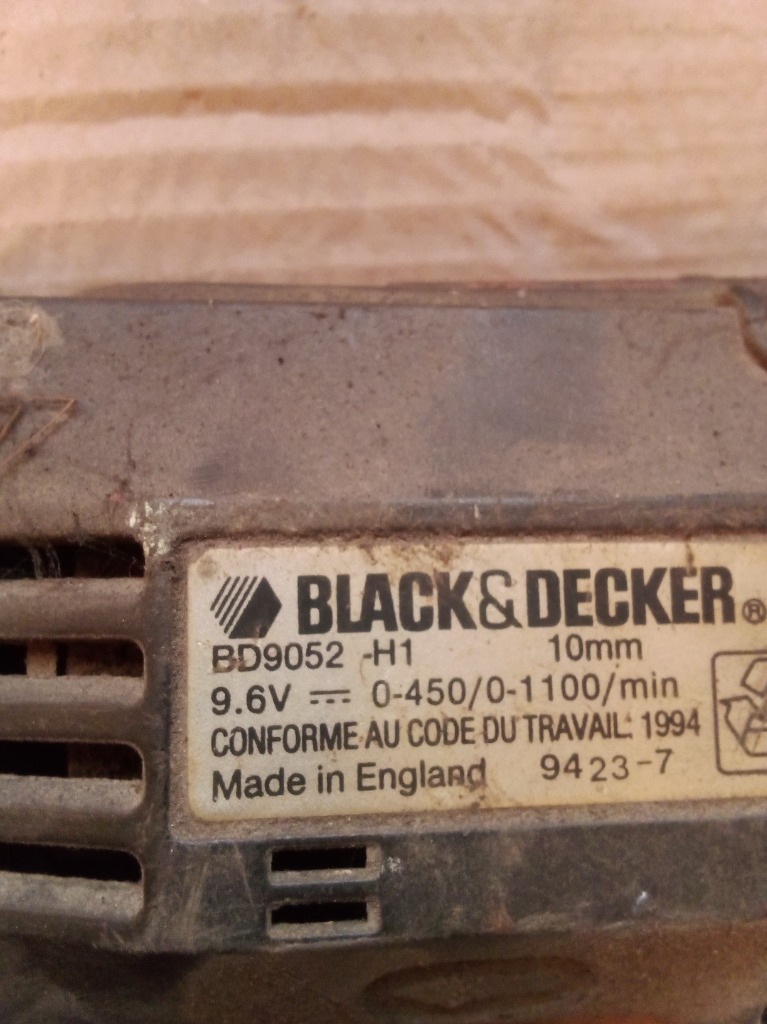 BLACK&DECKER®
BD9052 -H1 10mm
9.6V ⎓ 0-450/0-1100/min
CONFORME AU CODE DU TRAVAIL: 1994
Made in England 9423-7